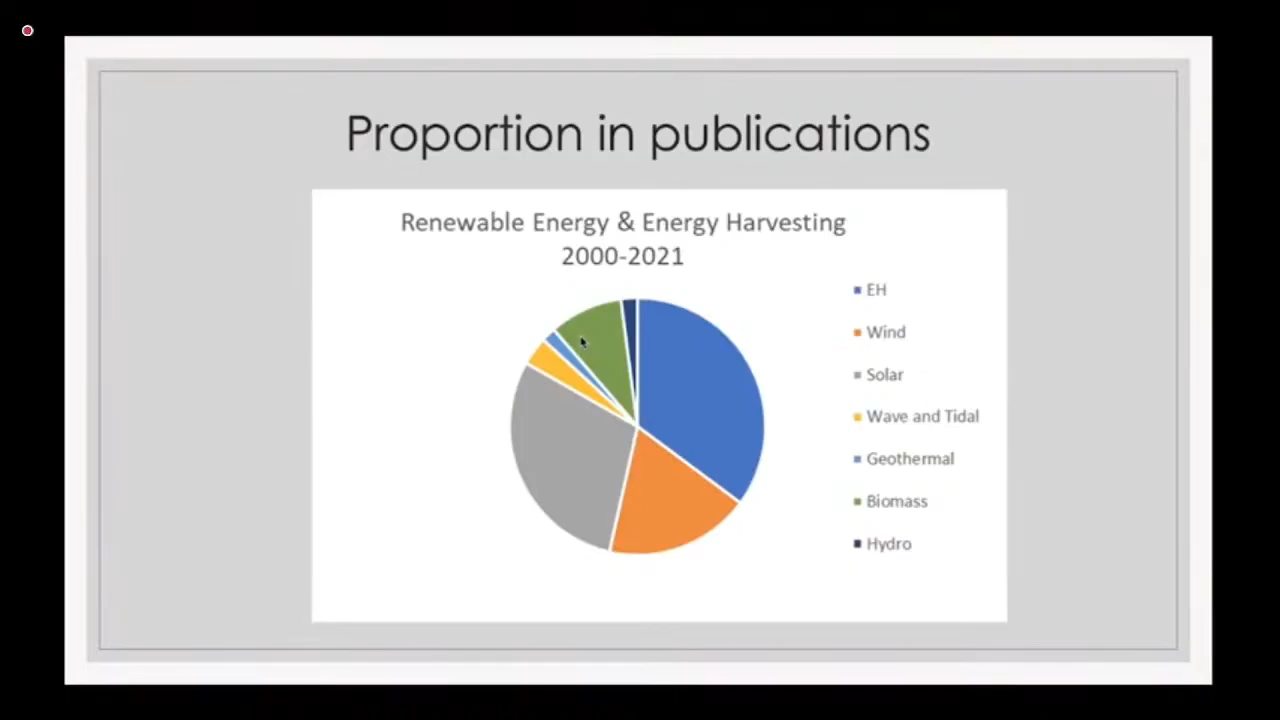 Proportion in publications
Renewable Energy & Energy Harvesting
2000-2021
EH
Wind
Solar
Wave and Tidal
Geothermal
Biomass
Hydro